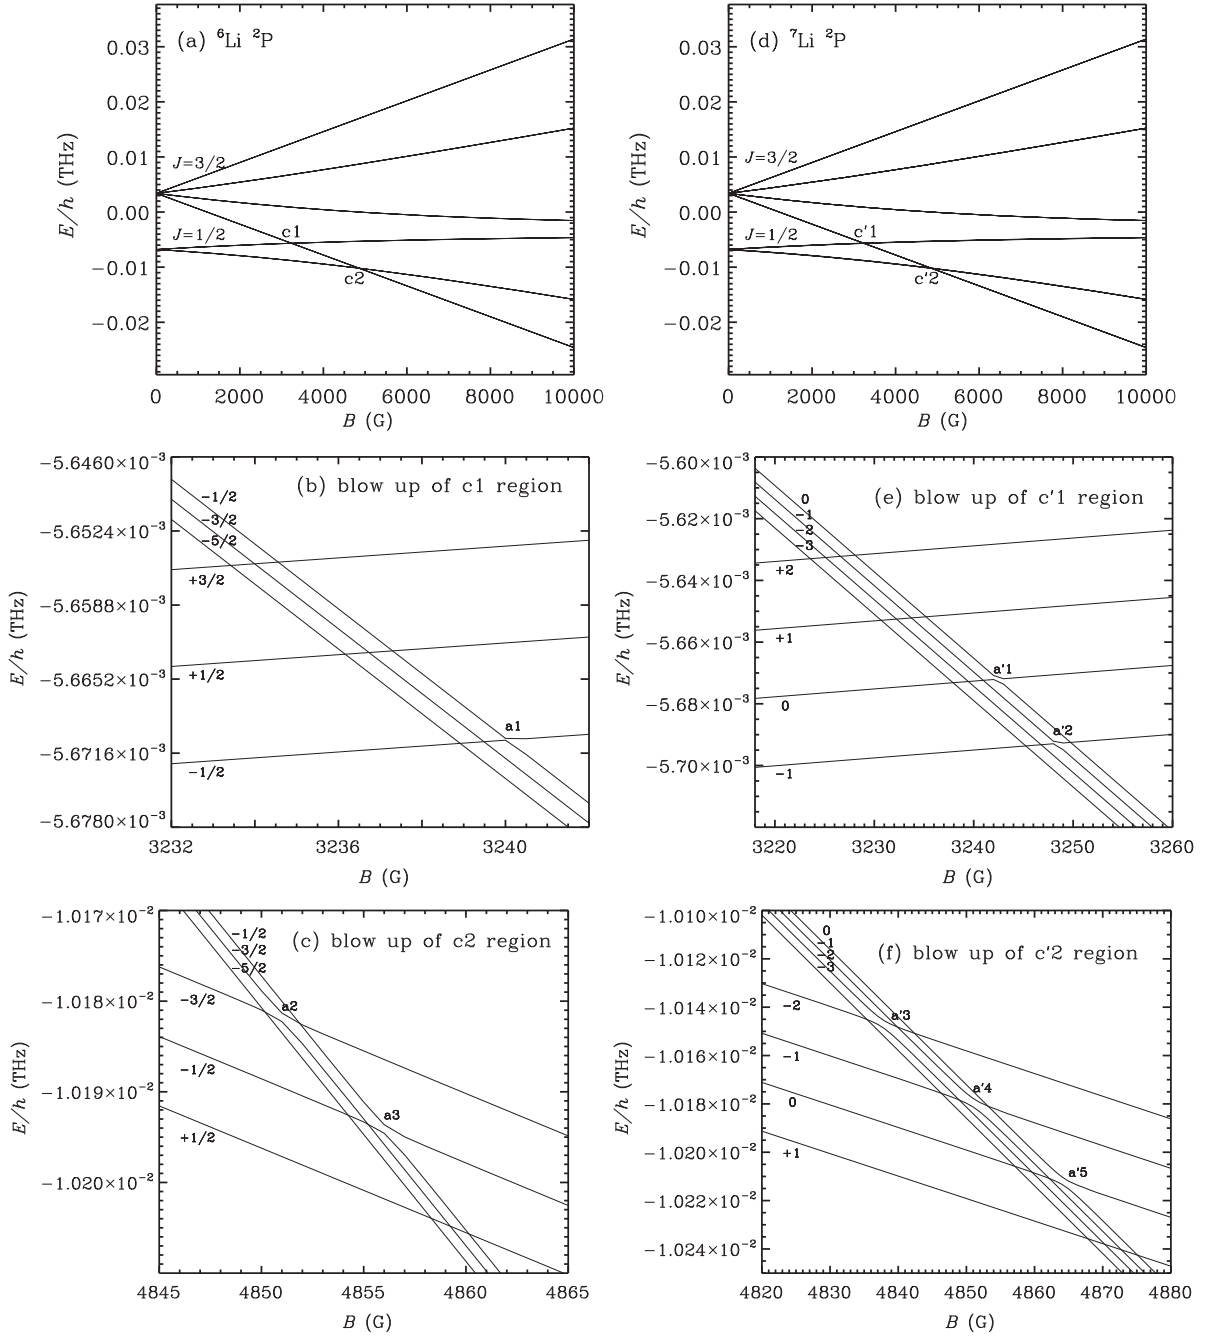 (a) ⁶Li ²P
0.03
0.02
0.01
0.00
−0.01
−0.02
E/h (THz)
J=3/2
J=1/2
c1
c2
0 2000 4000 6000 8000 10000
B (G)
(d) ⁷Li ²P
0.03
0.02
0.01
0.00
−0.01
−0.02
E/h (THz)
J=3/2
J=1/2
c'1
c'2
0 2000 4000 6000 8000 10000
B (G)
(b) blow up of c1 region
−5.6460×10⁻³
−5.6524×10⁻³
−5.6588×10⁻³
−5.6652×10⁻³
−5.6716×10⁻³
−5.6780×10⁻³
E/h (THz)
−1/2
−3/2
−5/2
+3/2
+1/2
−1/2
a1
3232 3236 3240
B (G)
(e) blow up of c'1 region
−5.60×10⁻³
−5.62×10⁻³
−5.64×10⁻³
−5.66×10⁻³
−5.68×10⁻³
−5.70×10⁻³
E/h (THz)
0
−1
−2
−3
+2
+1
0
−1
a'1
a'2
3220 3230 3240 3250 3260
B (G)
(c) blow up of c2 region
−1.017×10⁻²
−1.018×10⁻²
−1.019×10⁻²
−1.020×10⁻²
E/h (THz)
−1/2
−3/2
−5/2
−3/2
−1/2
+1/2
a2
a3
4845 4850 4855 4860 4865
B (G)
(f) blow up of c'2 region
−1.010×10⁻²
−1.012×10⁻²
−1.014×10⁻²
−1.016×10⁻²
−1.018×10⁻²
−1.020×10⁻²
−1.022×10⁻²
−1.024×10⁻²
E/h (THz)
0
−1
−2
−3
−2
−1
0
+1
a'3
a'4
a'5
4820 4830 4840 4850 4860 4870 4880
B (G)